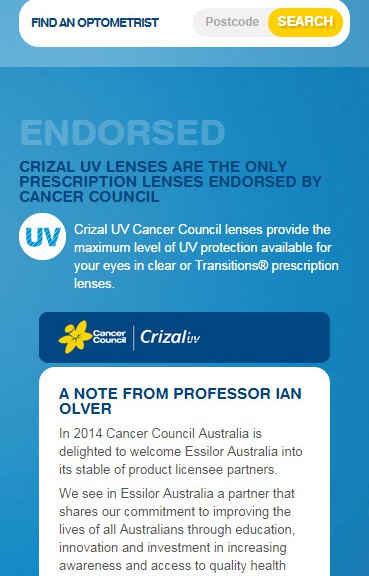 FIND AN OPTOMETRIST Postcode SEARCH
ENDORSED
CRIZAL UV LENSES ARE THE ONLY
PRESCRIPTION LENSES ENDORSED BY
CANCER COUNCIL
UV
Crizal UV Cancer Council lenses provide the
maximum level of UV protection available for
your eyes in clear or Transitions® prescription
lenses.
Cancer
Council
Crizal UV
A NOTE FROM PROFESSOR IAN
OLVER
In 2014 Cancer Council Australia is
delighted to welcome Essilor Australia into
its stable of product licensee partners.
We see in Essilor Australia a partner that
shares our commitment to improving the
lives of all Australians through education,
innovation and investment in increasing
awareness and access to quality health